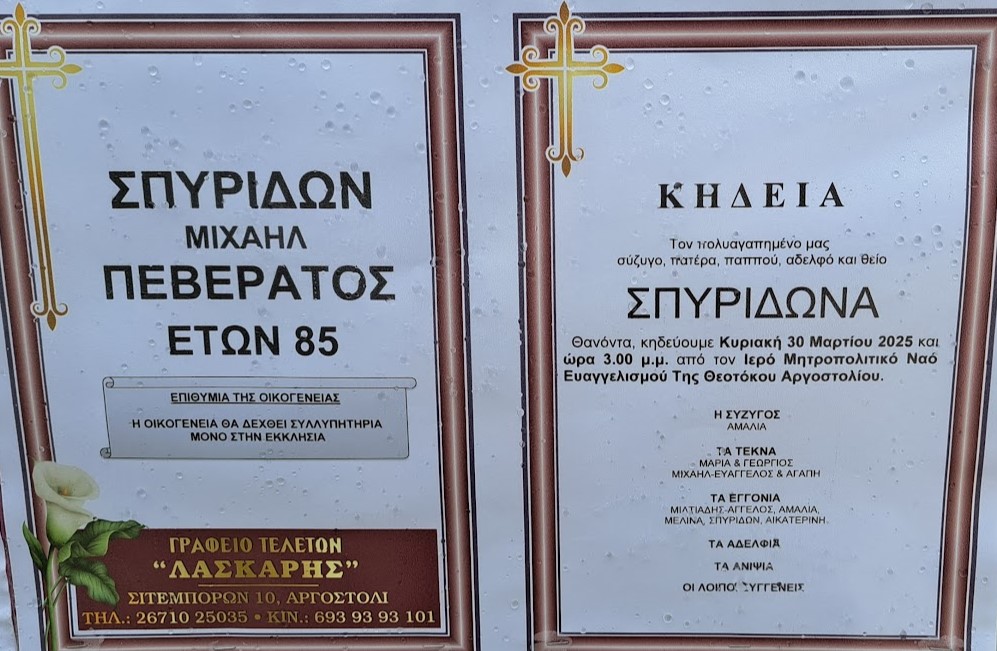 ΣΠΥΡΙΔΩΝ
ΜΙΧΑΗΛ
ΠΕΒΕΡΑΤΟΣ
ΕΤΩΝ 85
ΕΠΙΘΥΜΙΑ ΤΗΣ ΟΙΚΟΓΕΝΕΙΑΣ
Η ΟΙΚΟΓΕΝΕΙΑ ΘΑ ΔΕΧΘΕΙ ΣΥΛΛΥΠΗΤΗΡΙΑ
ΜΟΝΟ ΣΤΗΝ ΕΚΚΛΗΣΙΑ
ΓΡΑΦΕΙΟ ΤΕΛΕΤΩΝ
“ΛΑΣΚΑΡΗΣ”
ΣΙΤΕΜΠΟΡΩΝ 10, ΑΡΓΟΣΤΟΛΙ
ΤΗΛ.: 26710 25035 • ΚΙΝ.: 693 93 93 101
ΚΗΔΕΙΑ
Τον πολυαγαπημένο μας
σύζυγο, πατέρα, παππού, αδελφό και θείο
ΣΠΥΡΙΔΩΝΑ
Θανόντα, κηδεύουμε Κυριακή 30 Μαρτίου 2025 και
ώρα 3.00 μ.μ. από τον Ιερό Μητροπολιτικό Ναό
Ευαγγελισμού Της Θεοτόκου Αργοστολίου.
Η ΣΥΖΥΓΟΣ
ΑΜΑΛΙΑ
ΤΑ ΤΕΚΝΑ
ΜΑΡΙΑ & ΓΕΩΡΓΙΟΣ
ΜΙΧΑΗΛ-ΕΥΑΓΓΕΛΟΣ & ΑΓΑΠΗ
ΤΑ ΕΓΓΟΝΙΑ
ΜΙΛΤΙΑΔΗΣ-ΑΓΓΕΛΟΣ, ΑΜΑΛΙΑ,
ΜΕΛΙΝΑ, ΣΠΥΡΙΔΩΝ, ΑΙΚΑΤΕΡΙΝΗ.
ΤΑ ΑΔΕΛΦΙΑ
ΤΑ ΑΝΙΨΙΑ
ΟΙ ΛΟΙΠΟΙ ΣΥΓΓΕΝΕΙΣ